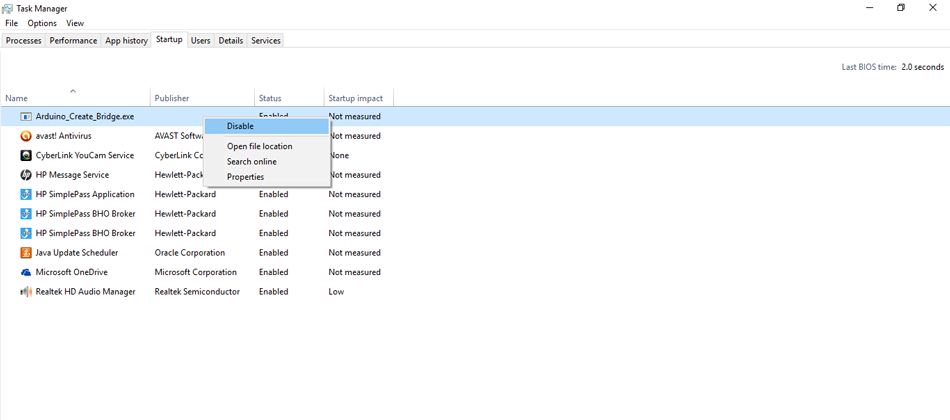 Task Manager
File Options View
Processes Performance App history Startup Users Details Services
Last BIOS time: 2.0 seconds
Name Publisher Status Startup impact
Arduino_Create_Bridge.exe Enabled Not measured
Disable
avast! Antivirus AVAST Softwa Not measured
Open file location
CyberLink YouCam Service CyberLink Co None
Search online
HP Message Service Hewlett-Pack Not measured
Properties
HP SimplePass Application Hewlett-Packard Enabled Not measured
HP SimplePass BHO Broker Hewlett-Packard Enabled Not measured
HP SimplePass BHO Broker Hewlett-Packard Enabled Not measured
Java Update Scheduler Oracle Corporation Enabled Not measured
Microsoft OneDrive Microsoft Corporation Enabled Not measured
Realtek HD Audio Manager Realtek Semiconductor Enabled Low